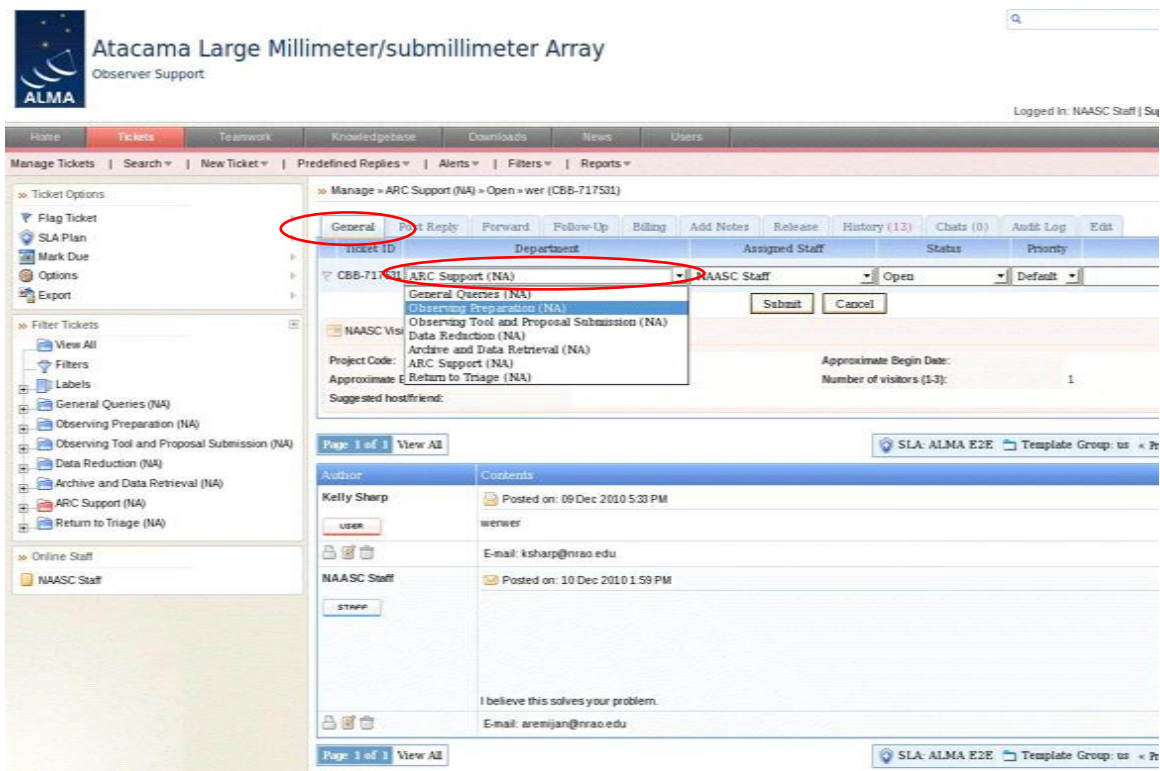 Atacama Large Millimeter/submillimeter Array
Observer Support
ALMA
Logged In: NAASC Staff | Sup
Home Tickets Teamwork Knowledgebase Downloads News Users
Manage Tickets | Search | New Ticket | Predefined Replies | Alerts | Filters | Reports
» Ticket Options
Flag Ticket
SLA Plan
Mark Due
Options
Export
» Filter Tickets
View All
Filters
Labels
General Queries (NA)
Observing Preparation (NA)
Observing Tool and Proposal Submission (NA)
Data Reduction (NA)
Archive and Data Retrieval (NA)
ARC Support (NA)
Return to Triage (NA)
» Online Staff
NAASC Staff
» Manage » ARC Support (NA) » Open » wer (CBB-717531)
General Post Reply Forward Follow-Up Billing Add Notes Release History (13) Chats (0) Audit Log Edit
Ticket ID Department Assigned Staff Status Priority
CBB-717531 ARC Support (NA) NAASC Staff Open Default
General Queries (NA)
Observing Preparation (NA)
Observing Tool and Proposal Submission (NA)
Data Reduction (NA)
Archive and Data Retrieval (NA)
ARC Support (NA)
Return to Triage (NA)
Submit Cancel
NAASC Visi
Project Code: Approximate Begin Date:
Approximate E Number of visitors (1-3): 1
Suggested host/friend:
Page 1 of 1 View All SLA: ALMA E2E Template Group: us « Pr
Author Contents
Kelly Sharp Posted on: 09 Dec 2010 5:33 PM
USER werwer
E-mail: ksharp@nrao.edu
NAASC Staff Posted on: 10 Dec 2010 1:59 PM
STAFF
I believe this solves your problem.
E-mail: aremijan@nrao.edu
Page 1 of 1 View All SLA: ALMA E2E Template Group: us « Pr